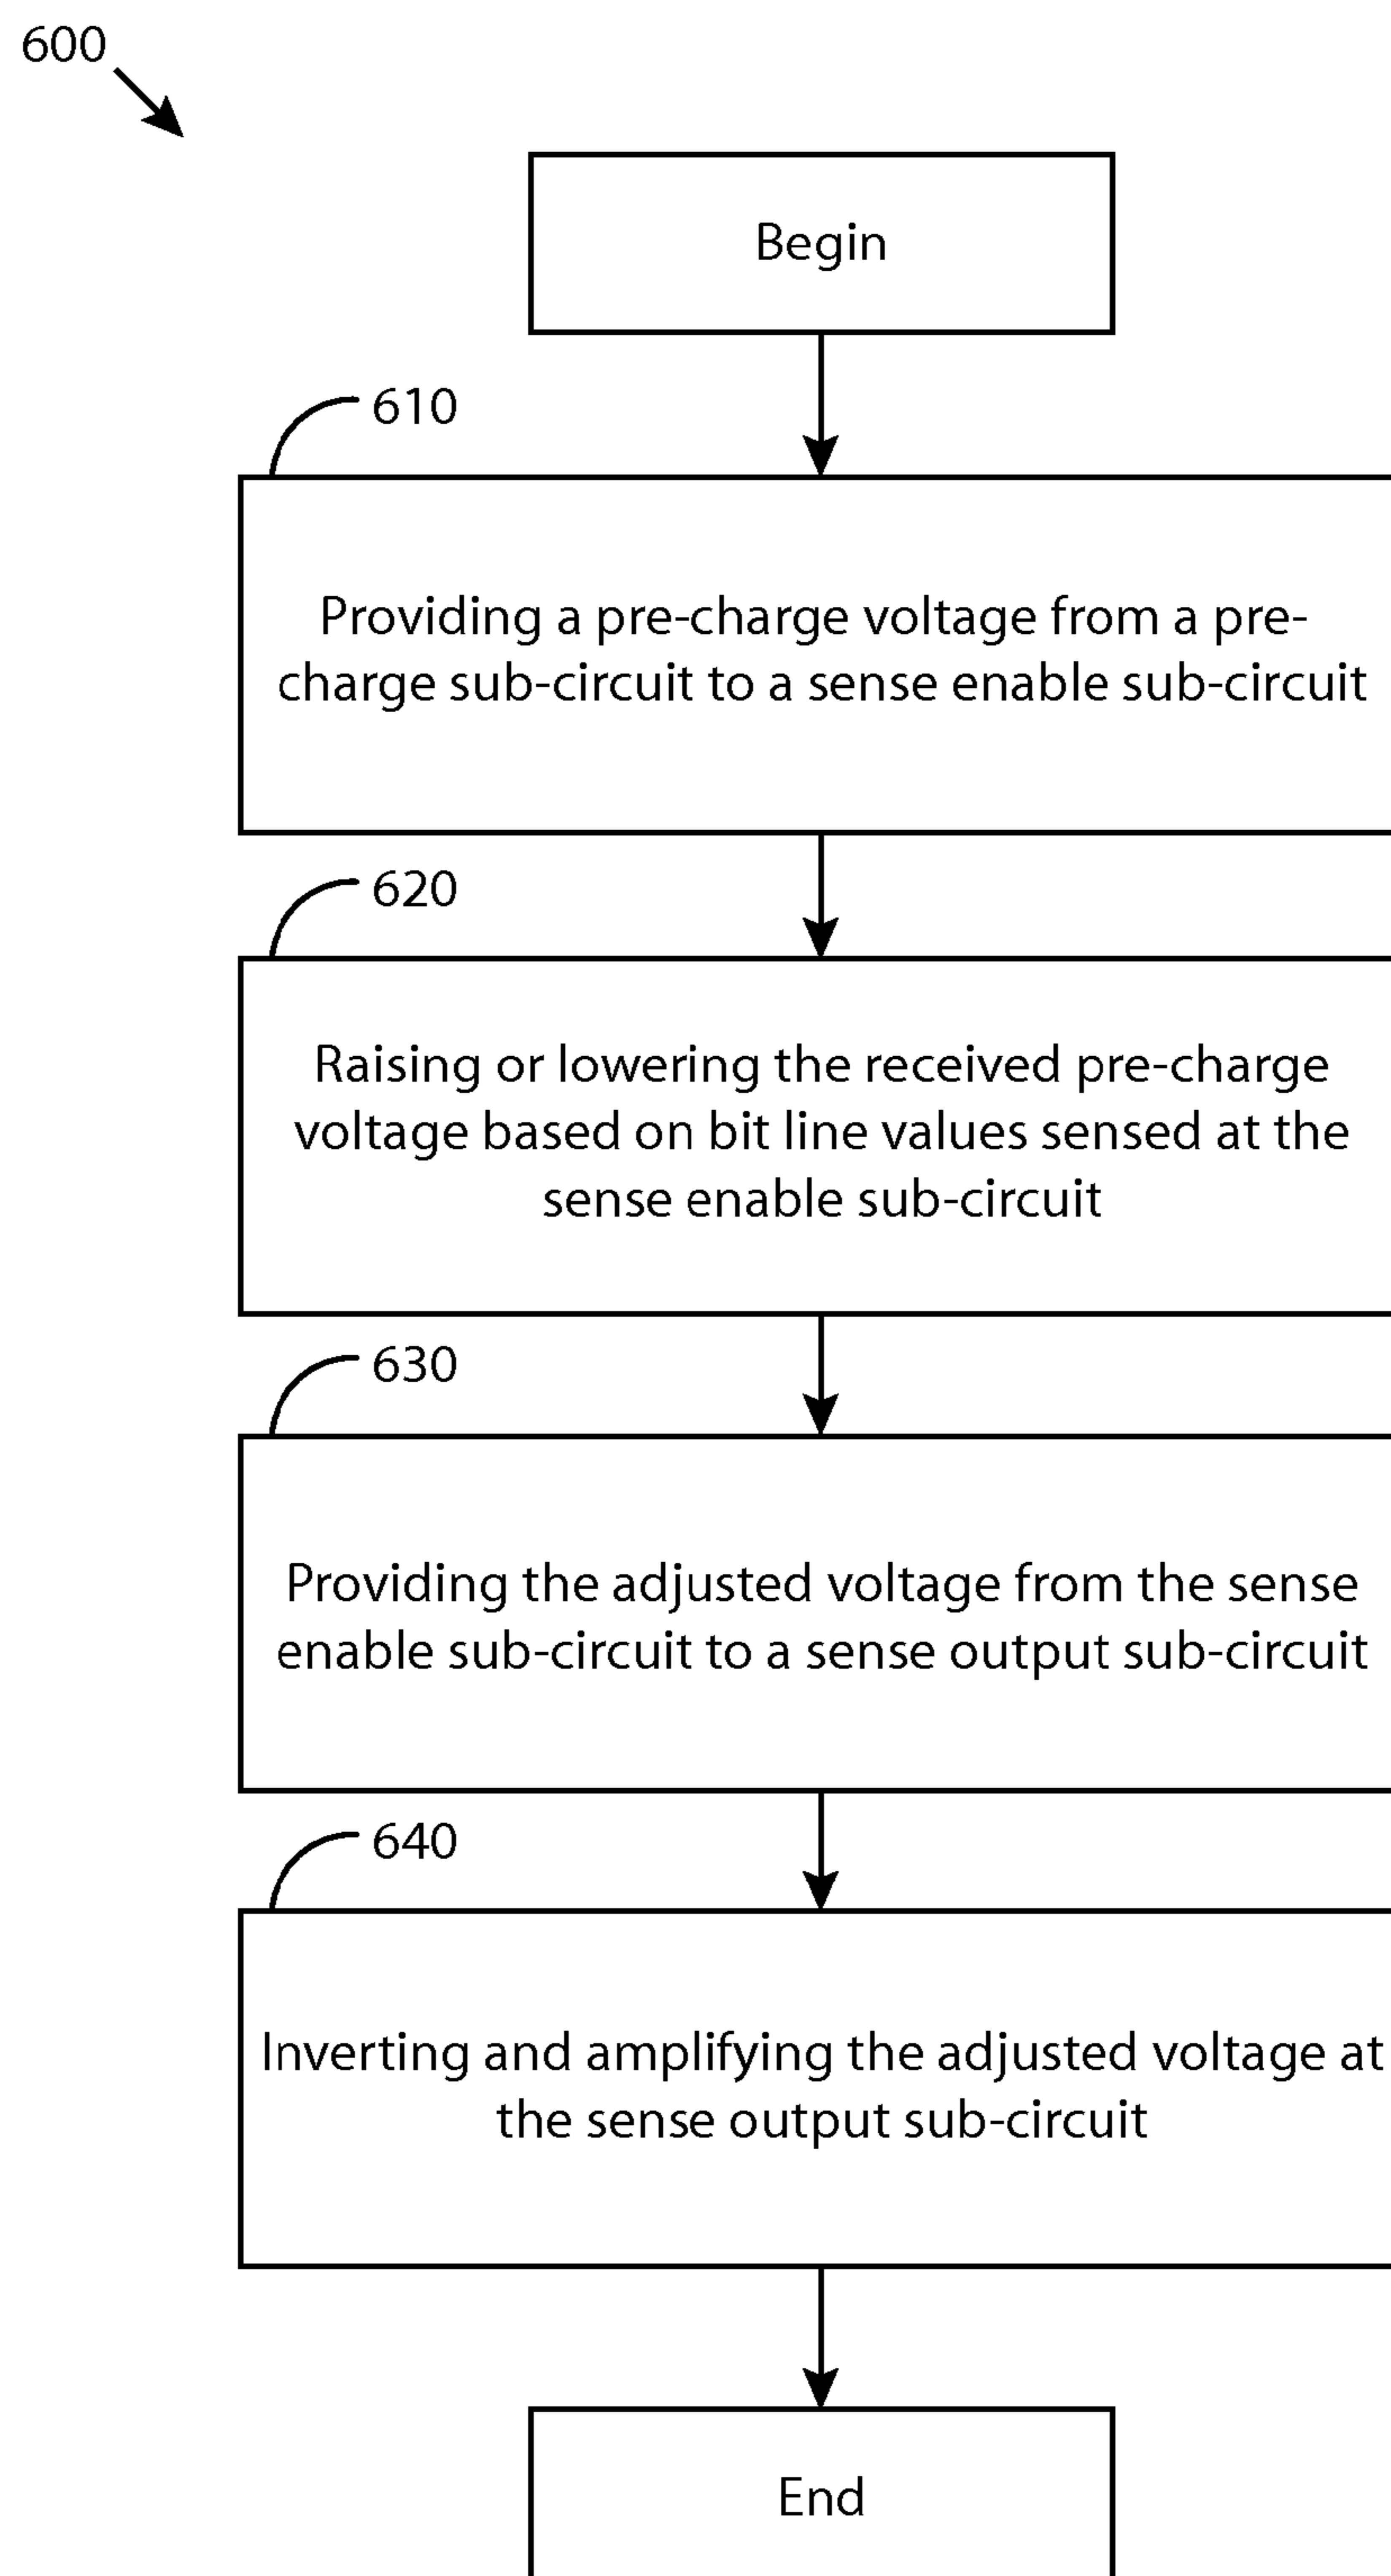 600
Begin
610
Providing a pre-charge voltage from a pre-
charge sub-circuit to a sense enable sub-circuit
620
Raising or lowering the received pre-charge
voltage based on bit line values sensed at the
sense enable sub-circuit
630
Providing the adjusted voltage from the sense
enable sub-circuit to a sense output sub-circuit
640
Inverting and amplifying the adjusted voltage at
the sense output sub-circuit
End